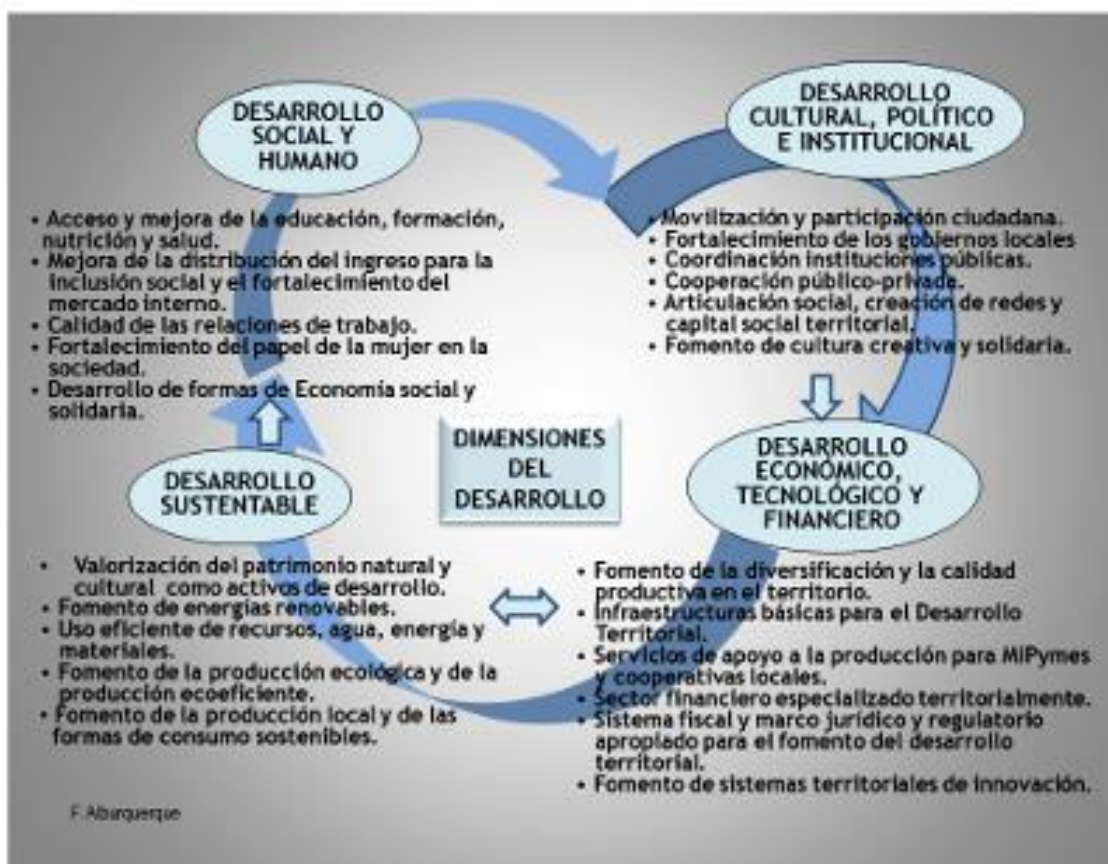 DESARROLLO
SOCIAL Y
HUMANO
• Acceso y mejora de la educación, formación,
nutrición y salud.
• Mejora de la distribución del ingreso para la
inclusión social y el fortalecimiento del
mercado interno.
• Calidad de las relaciones de trabajo.
• Fortalecimiento del papel de la mujer en la
sociedad.
• Desarrollo de formas de Economía social y
solidaria.
DESARROLLO
CULTURAL, POLÍTICO
E INSTITUCIONAL
• Movilización y participación ciudadana.
• Fortalecimiento de los gobiernos locales
• Coordinación instituciones públicas.
• Cooperación público-privada.
• Articulación social, creación de redes y
capital social territorial.
• Fomento de cultura creativa y solidaria.
DIMENSIONES
DEL
DESARROLLO
DESARROLLO
SUSTENTABLE
• Valorización del patrimonio natural y
cultural como activos de desarrollo.
• Fomento de energías renovables.
• Uso eficiente de recursos, agua, energía y
materiales.
• Fomento de la producción ecológica y de la
producción ecoeficiente.
• Fomento de la producción local y de las
formas de consumo sostenibles.
DESARROLLO
ECONÓMICO,
TECNOLÓGICO Y
FINANCIERO
• Fomento de la diversificación y la calidad
productiva en el territorio.
• Infraestructuras básicas para el Desarrollo
Territorial.
• Servicios de apoyo a la producción para MiPymes
y cooperativas locales.
• Sector financiero especializado territorialmente.
• Sistema fiscal y marco jurídico y regulatorio
apropiado para el fomento del desarrollo
territorial.
• Fomento de sistemas territoriales de innovación.
F. Alburquerque